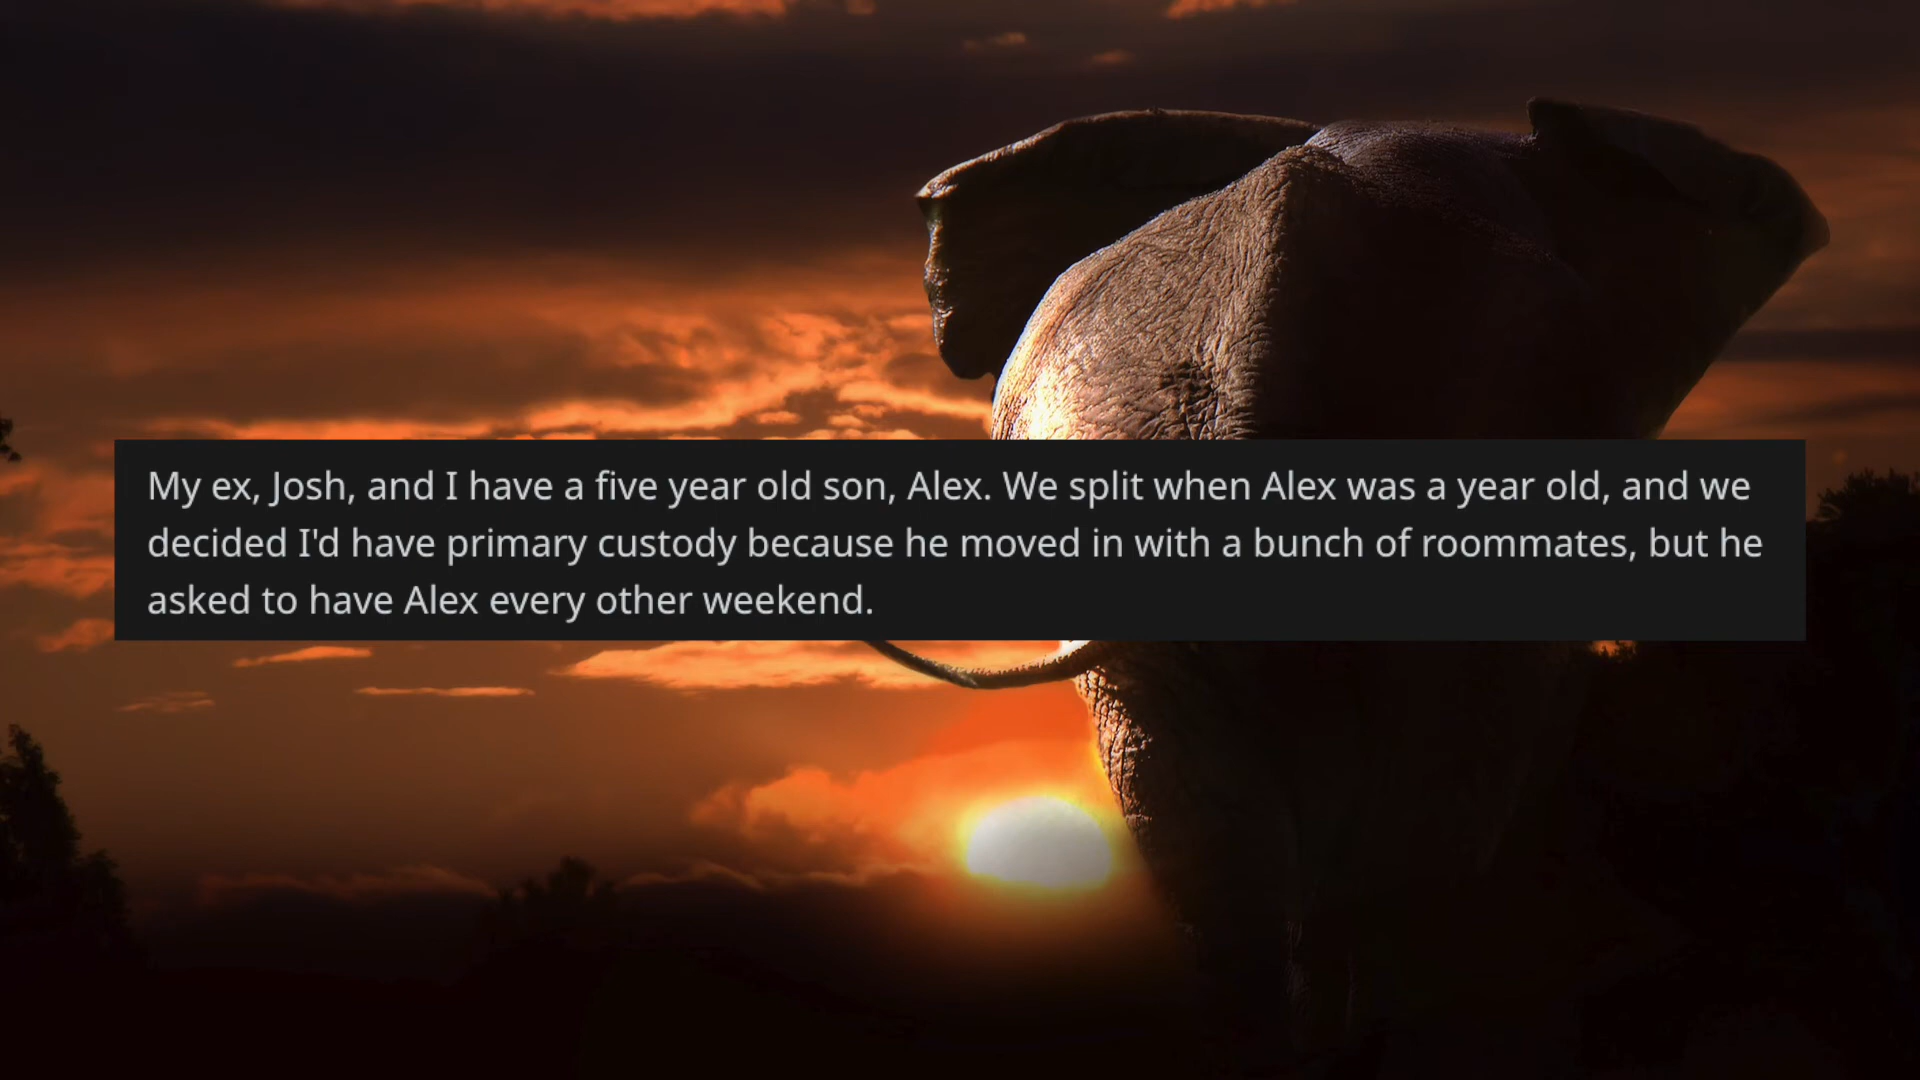 My ex, Josh, and I have a five year old son, Alex. We split when Alex was a year old, and we
decided I'd have primary custody because he moved in with a bunch of roommates, but he
asked to have Alex every other weekend.